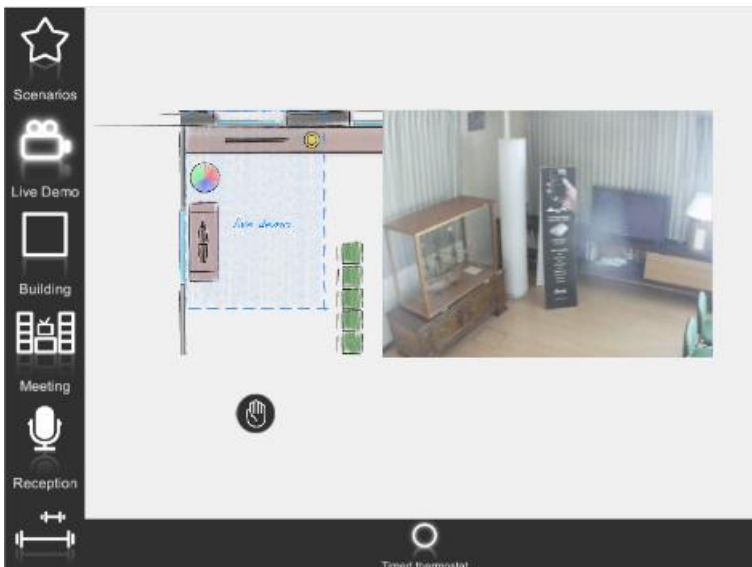 Scenarios
Live Demo
live demo
Building
Meeting
Reception
Timed thermostat